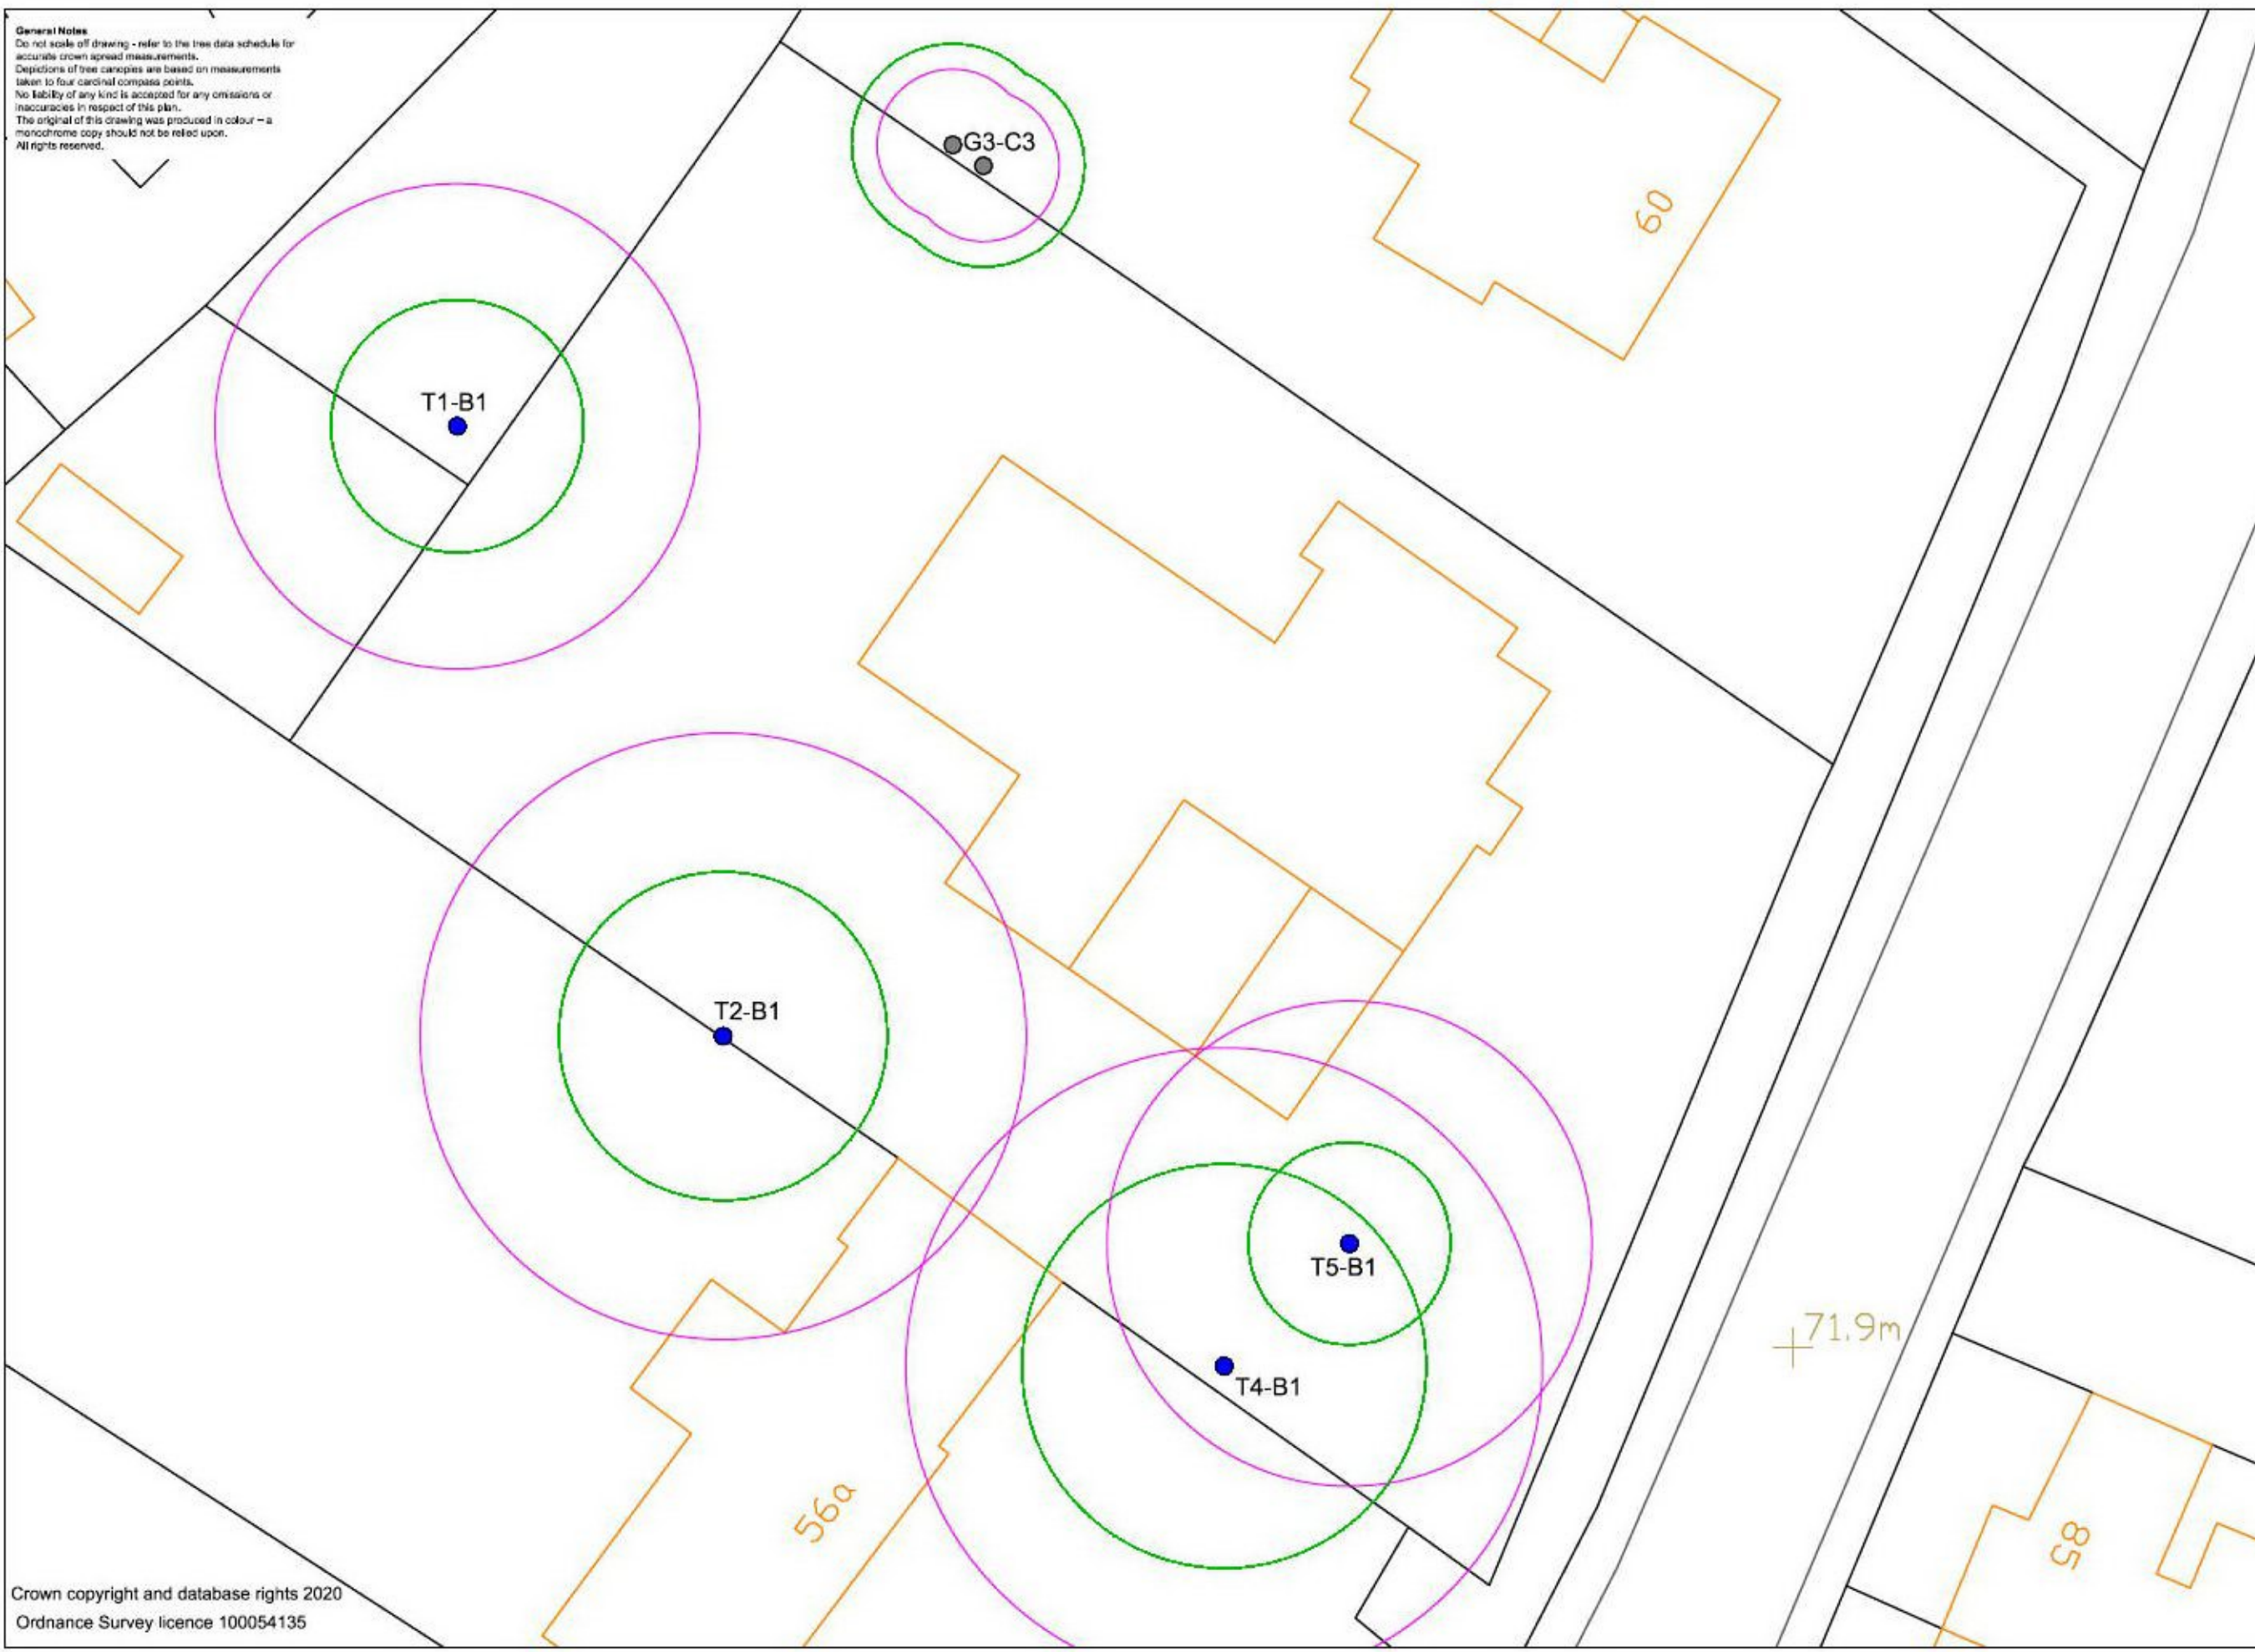 General Notes
Do not scale off drawing - refer to the tree data schedule for
accurate crown spread measurements.
Depictions of tree canopies are based on measurements
taken to four cardinal compass points.
No liability of any kind is accepted for any omissions or
inaccuracies in respect of this plan.
The original of this drawing was produced in colour – a
monochrome copy should not be relied upon.
All rights reserved.
G3-C3
60
T1-B1
T2-B1
T5-B1
71.9m
T4-B1
56a
85
Crown copyright and database rights 2020
Ordnance Survey licence 100054135